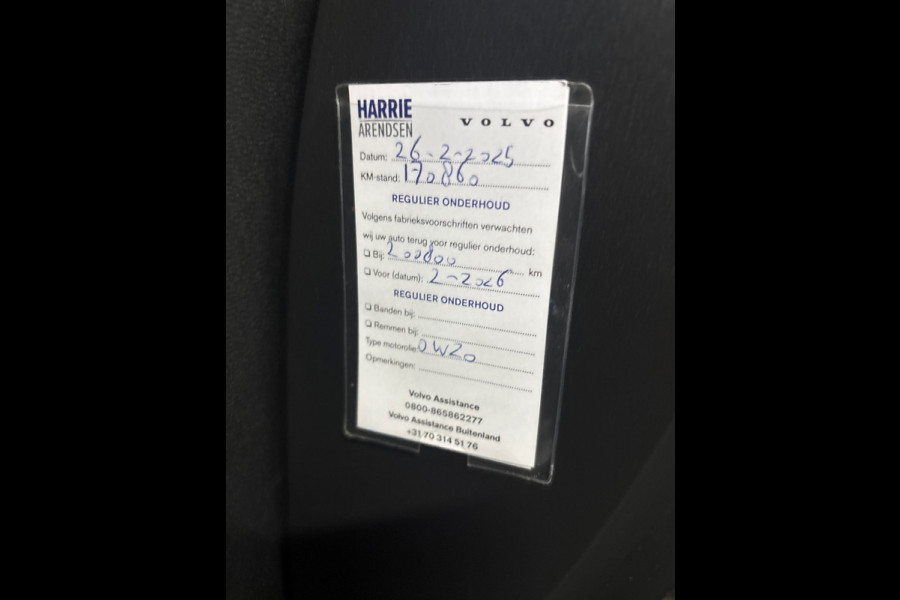 HARRIE
ARENDSEN
VOLVO
Datum: 26-2-2025
KM-stand: 170860
REGULIER ONDERHOUD
Volgens fabrieksvoorschriften verwachten
wij uw auto terug voor regulier onderhoud:
Bij: 200800 km
Voor (datum): 2-2026
REGULIER ONDERHOUD
Banden bij:
Remmen bij:
Type motorolie: 0W20
Opmerkingen:
Volvo Assistance
0800-865862277
Volvo Assistance Buitenland
+31 70 314 51 76